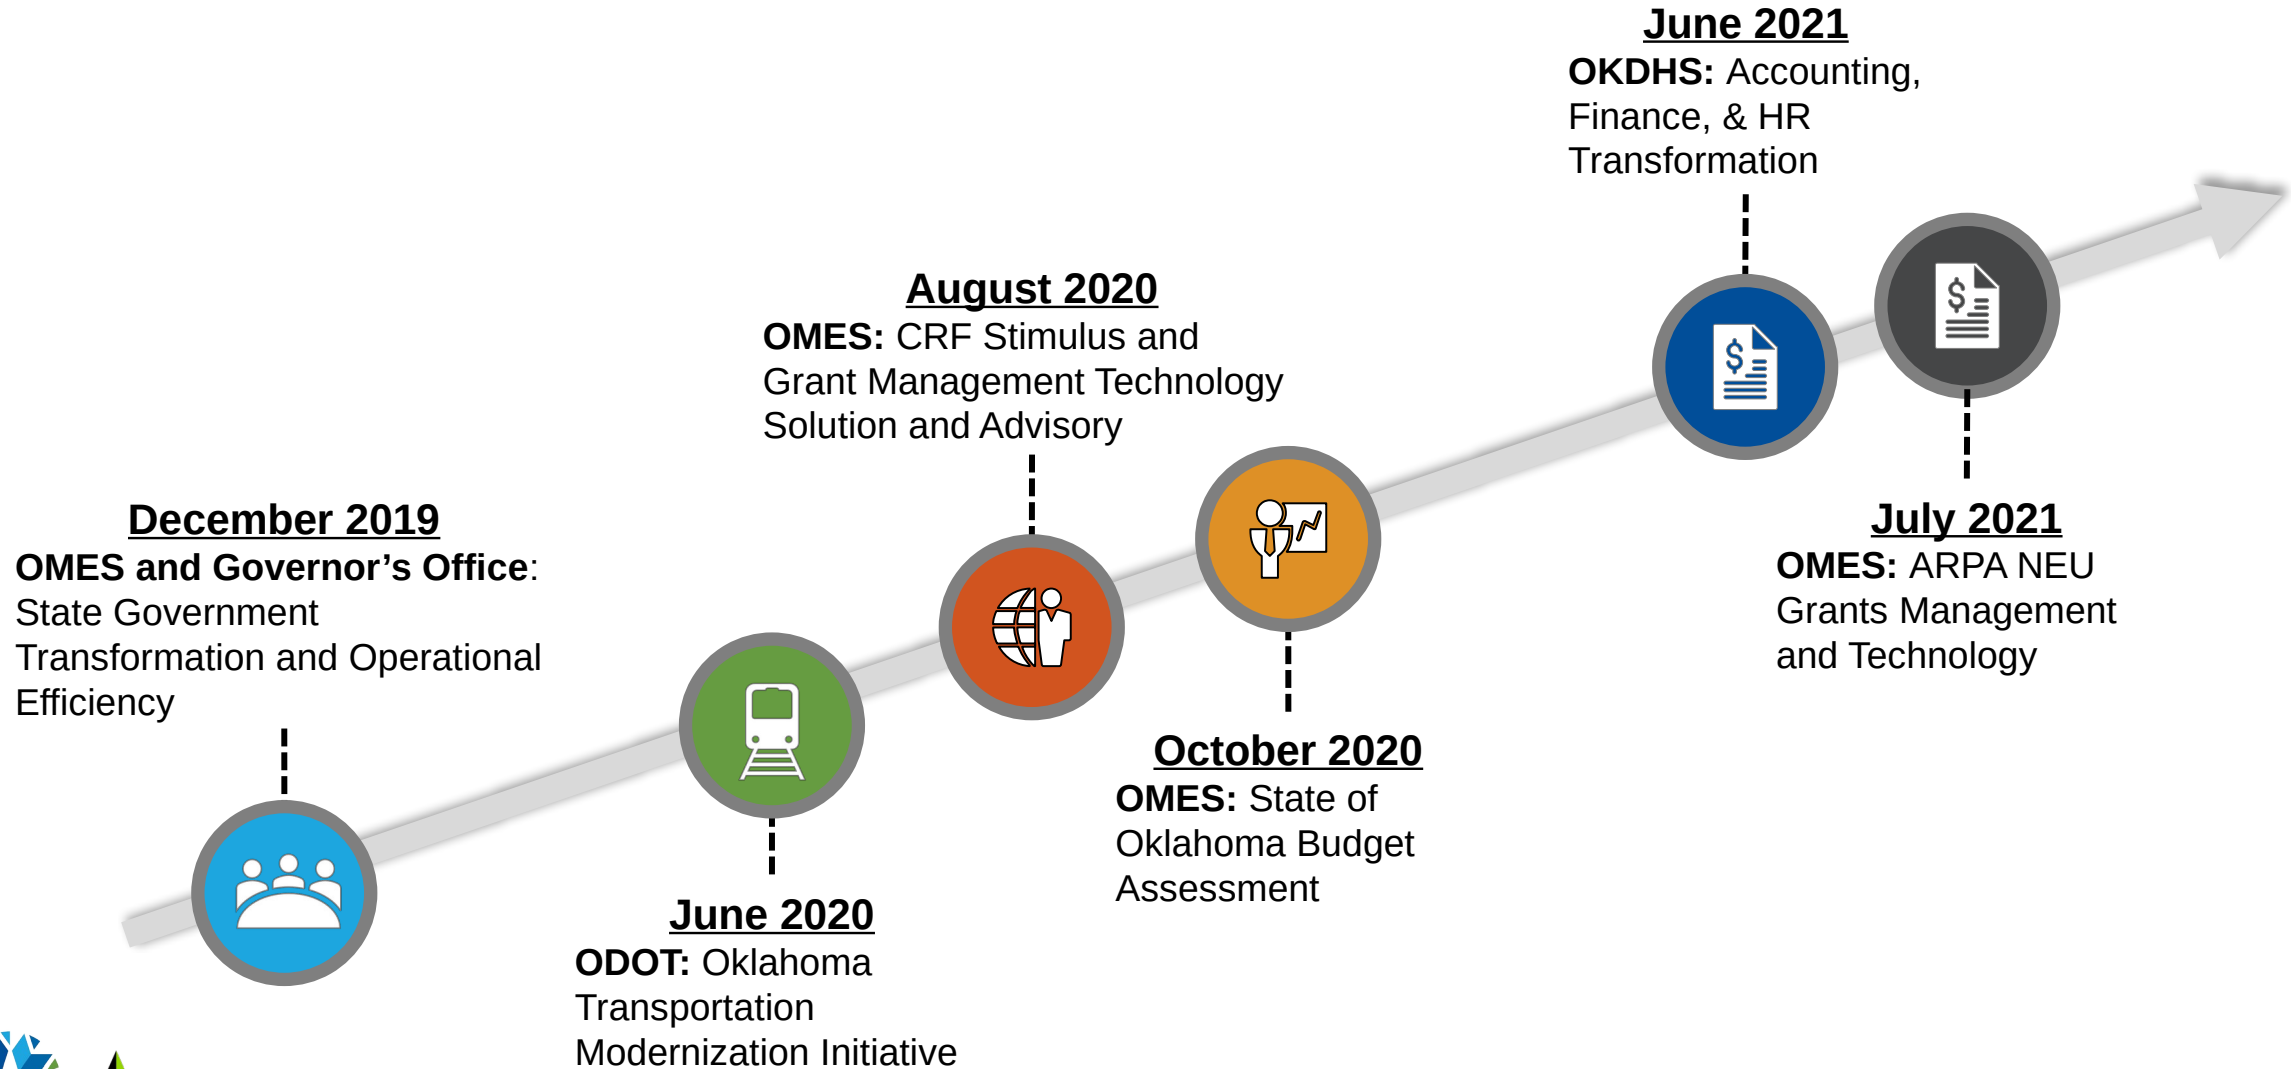 December 2019
OMES and Governor’s Office:
State Government
Transformation and Operational
Efficiency
June 2020
ODOT: Oklahoma
Transportation
Modernization Initiative
August 2020
OMES: CRF Stimulus and
Grant Management Technology
Solution and Advisory
October 2020
OMES: State of
Oklahoma Budget
Assessment
June 2021
OKDHS: Accounting,
Finance, & HR
Transformation
July 2021
OMES: ARPA NEU
Grants Management
and Technology